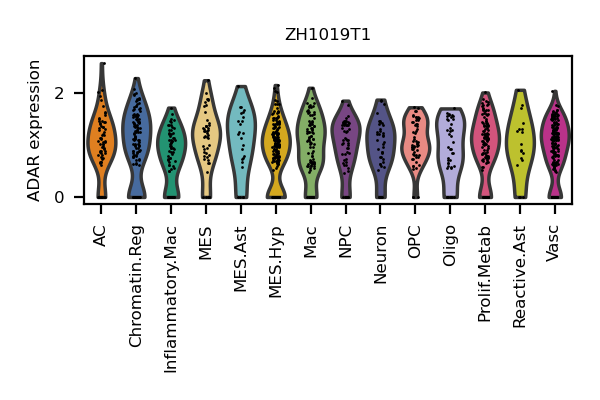 ZH1019T1
ADAR expression
2
0
AC
Chromatin.Reg
Inflammatory.Mac
MES
MES.Ast
MES.Hyp
Mac
NPC
Neuron
OPC
Oligo
Prolif.Metab
Reactive.Ast
Vasc